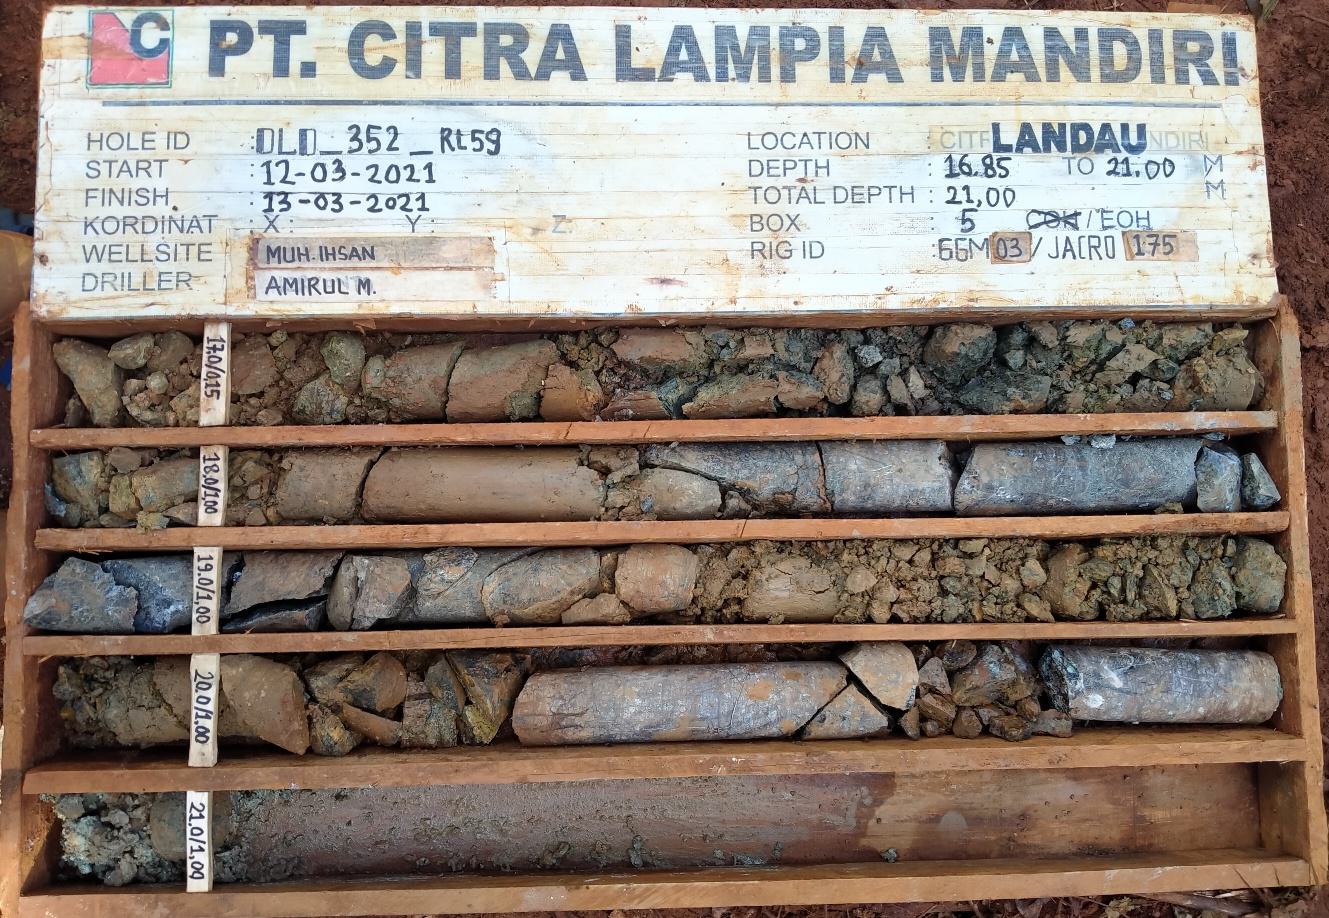 C PT. CITRA LAMPIA MANDIRI
HOLE ID : DLD_352_Rt59
START : 12-03-2021
FINISH : 13-03-2021
KORDINAT : X : Y : Z:
WELLSITE MUH. IHSAN
DRILLER AMIRUL M.
LOCATION : LANDAU
DEPTH : 16.85 TO 21.00 M
TOTAL DEPTH : 21,00 M
BOX : 5 COK / EOH
RIG ID : GGM 03 / JACRO 175
17.0/0,15
18.0/1,00
19.0/1,00
20.0/1,00
21.0/1,00